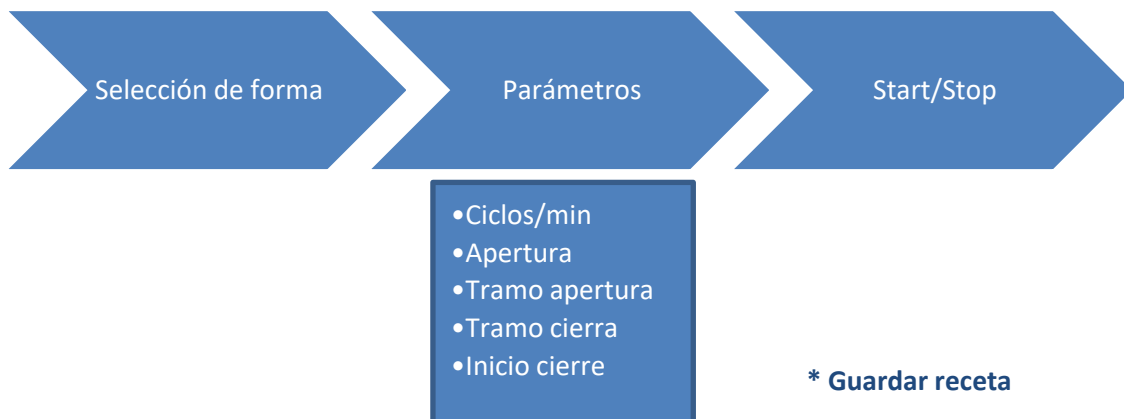 Selección de forma
Parámetros
Start/Stop
•Ciclos/min
•Apertura
•Tramo apertura
•Tramo cierra
•Inicio cierre
* Guardar receta